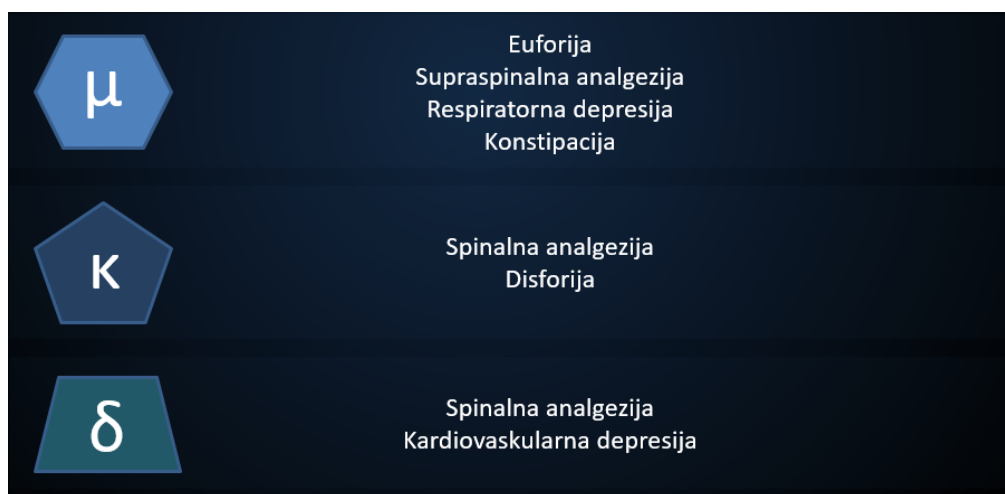 μ
Euforija
Supraspinalna analgezija
Respiratorna depresija
Konstipacija
κ
Spinalna analgezija
Disforija
δ
Spinalna analgezija
Kardiovaskularna depresija